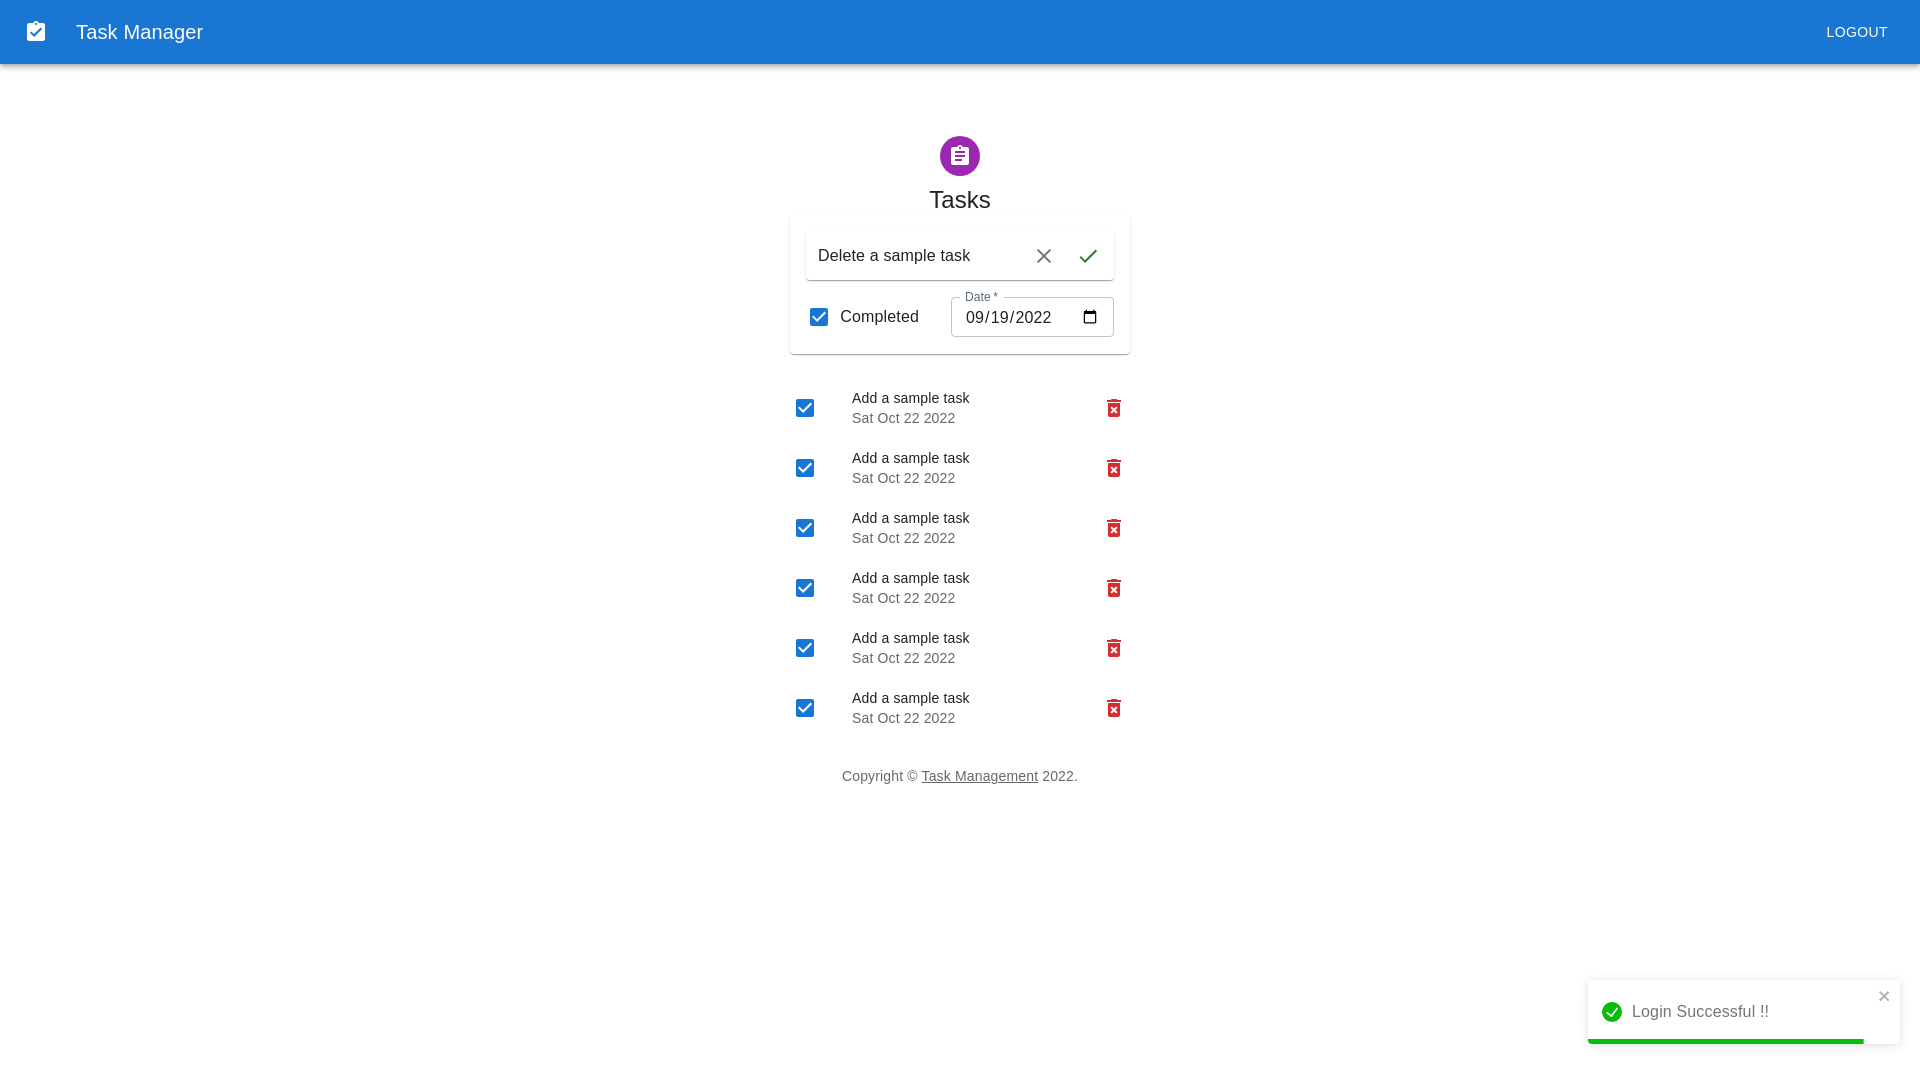 Task Manager
LOGOUT
Tasks
Delete a sample task
Date *
Completed
09/19/2022
Add a sample task
Sat Oct 22 2022
Add a sample task
Sat Oct 22 2022
Add a sample task
Sat Oct 22 2022
Add a sample task
Sat Oct 22 2022
Add a sample task
Sat Oct 22 2022
Add a sample task
Sat Oct 22 2022
Copyright © Task Management 2022.
Login Successful !!